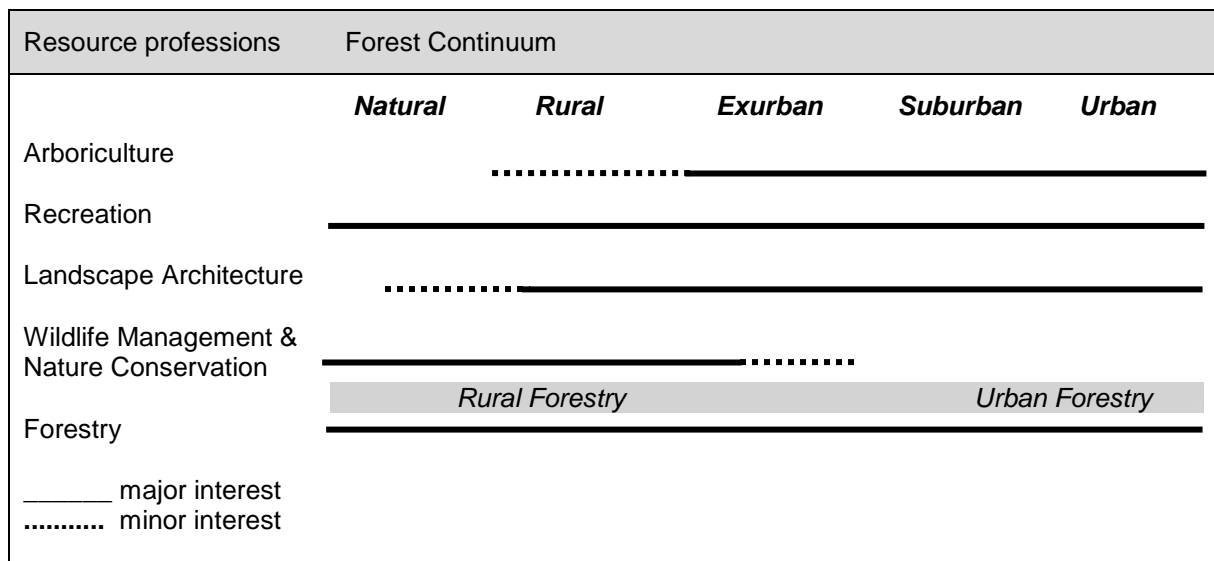 Resource professions Forest Continuum
Natural Rural Exurban Suburban Urban
Arboriculture
Recreation
Landscape Architecture
Wildlife Management &
Nature Conservation
Rural Forestry Urban Forestry
Forestry
______ major interest
........... minor interest